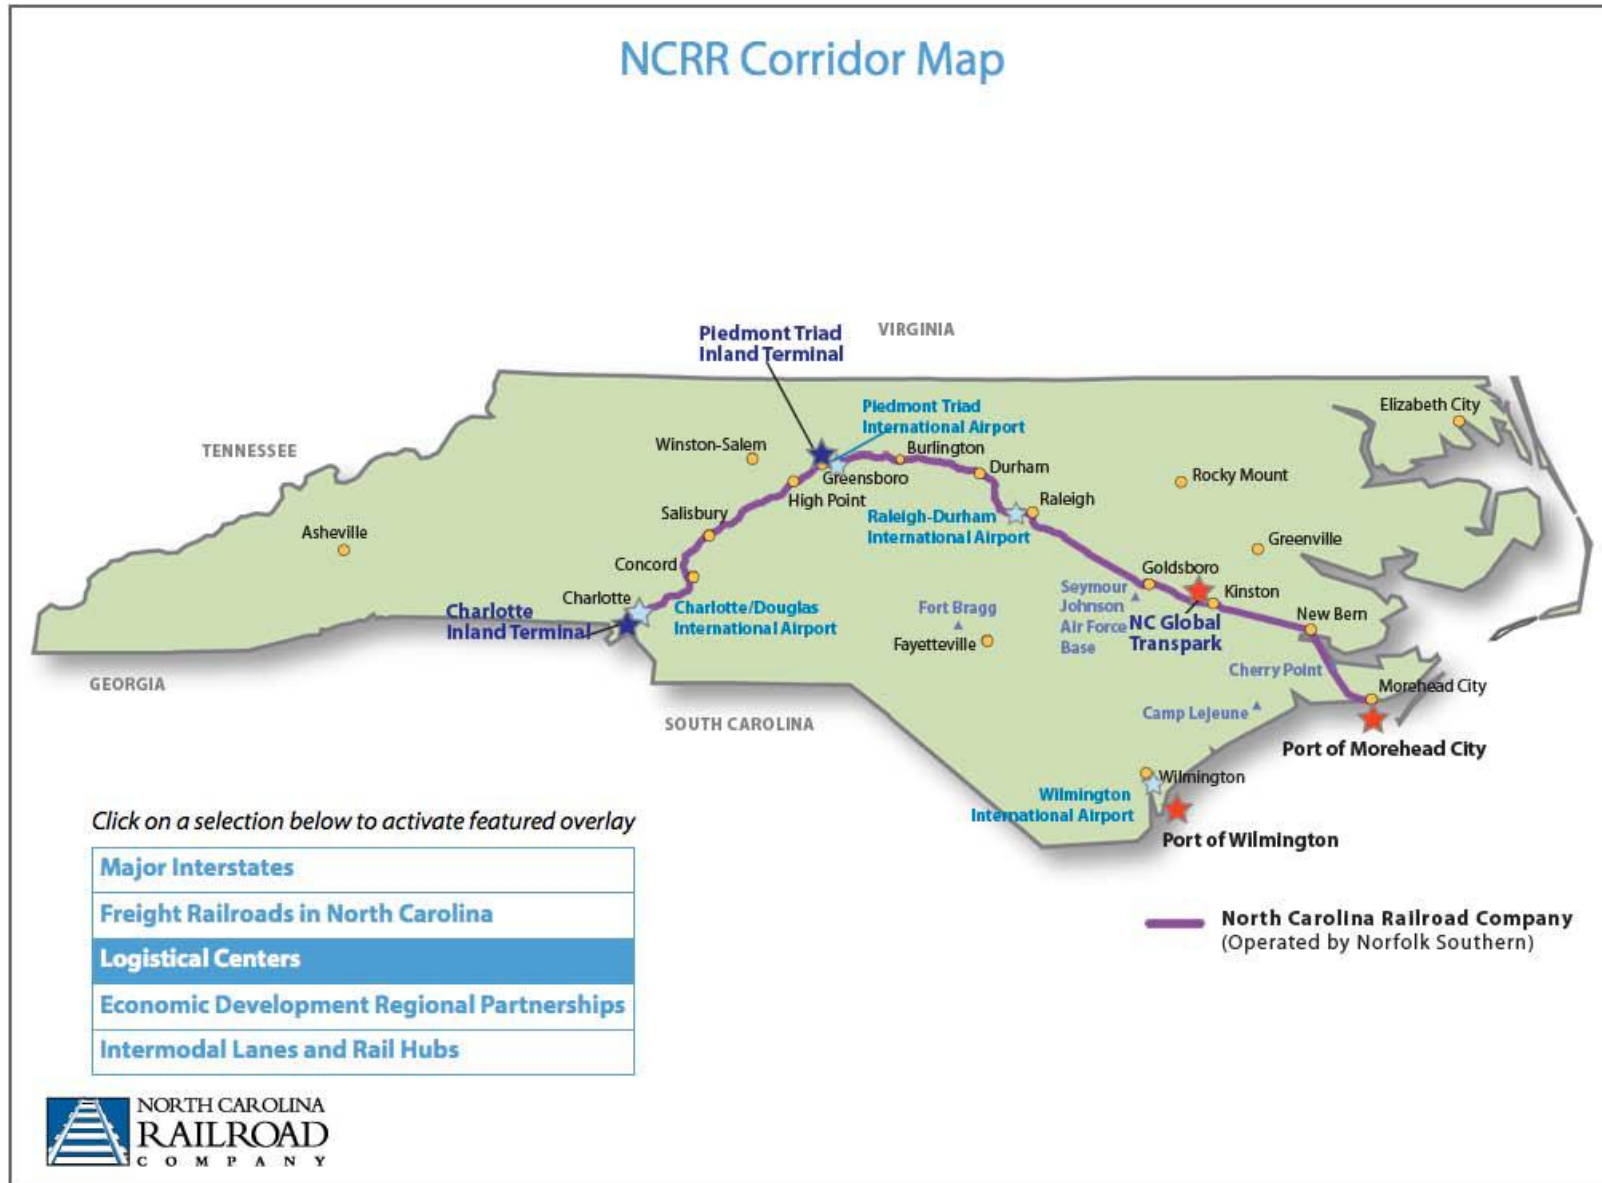 NCRR Corridor Map
Piedmont Triad
Inland Terminal
VIRGINIA
Piedmont Triad
International Airport
Elizabeth City
TENNESSEE
Winston-Salem
Burlington
Durham
Greensboro
High Point
Rocky Mount
Raleigh
Salisbury
Raleigh-Durham
International Airport
Asheville
Greenville
Concord
Goldsboro
Seymour
Johnson
Air Force
Base
Kinston
Charlotte
Charlotte/Douglas
International Airport
Charlotte
Inland Terminal
Fort Bragg
Fayetteville
NC Global
Transpark
New Bern
Cherry Point
GEORGIA
Morehead City
Camp Lejeune
SOUTH CAROLINA
Port of Morehead City
Wilmington
Wilmington
International Airport
Port of Wilmington
Click on a selection below to activate featured overlay
Major Interstates
Freight Railroads in North Carolina
Logistical Centers
Economic Development Regional Partnerships
Intermodal Lanes and Rail Hubs
North Carolina Railroad Company
(Operated by Norfolk Southern)
NORTH CAROLINA
RAILROAD
COMPANY